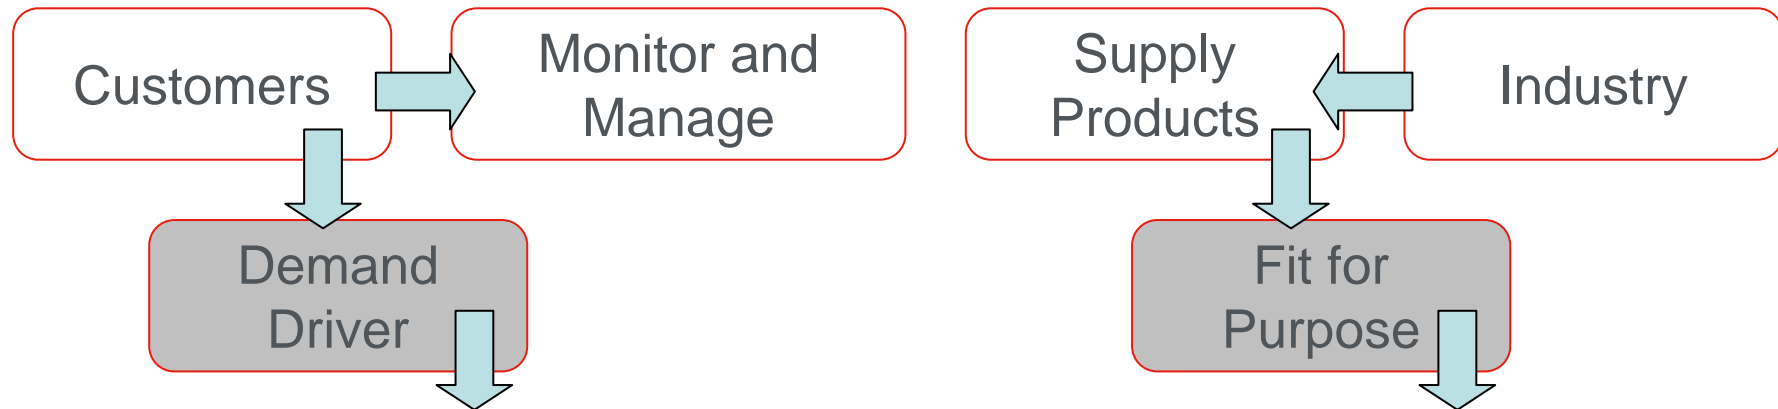 Customers
Monitor and
Manage
Supply
Products
Industry
Demand
Driver
Fit for
Purpose